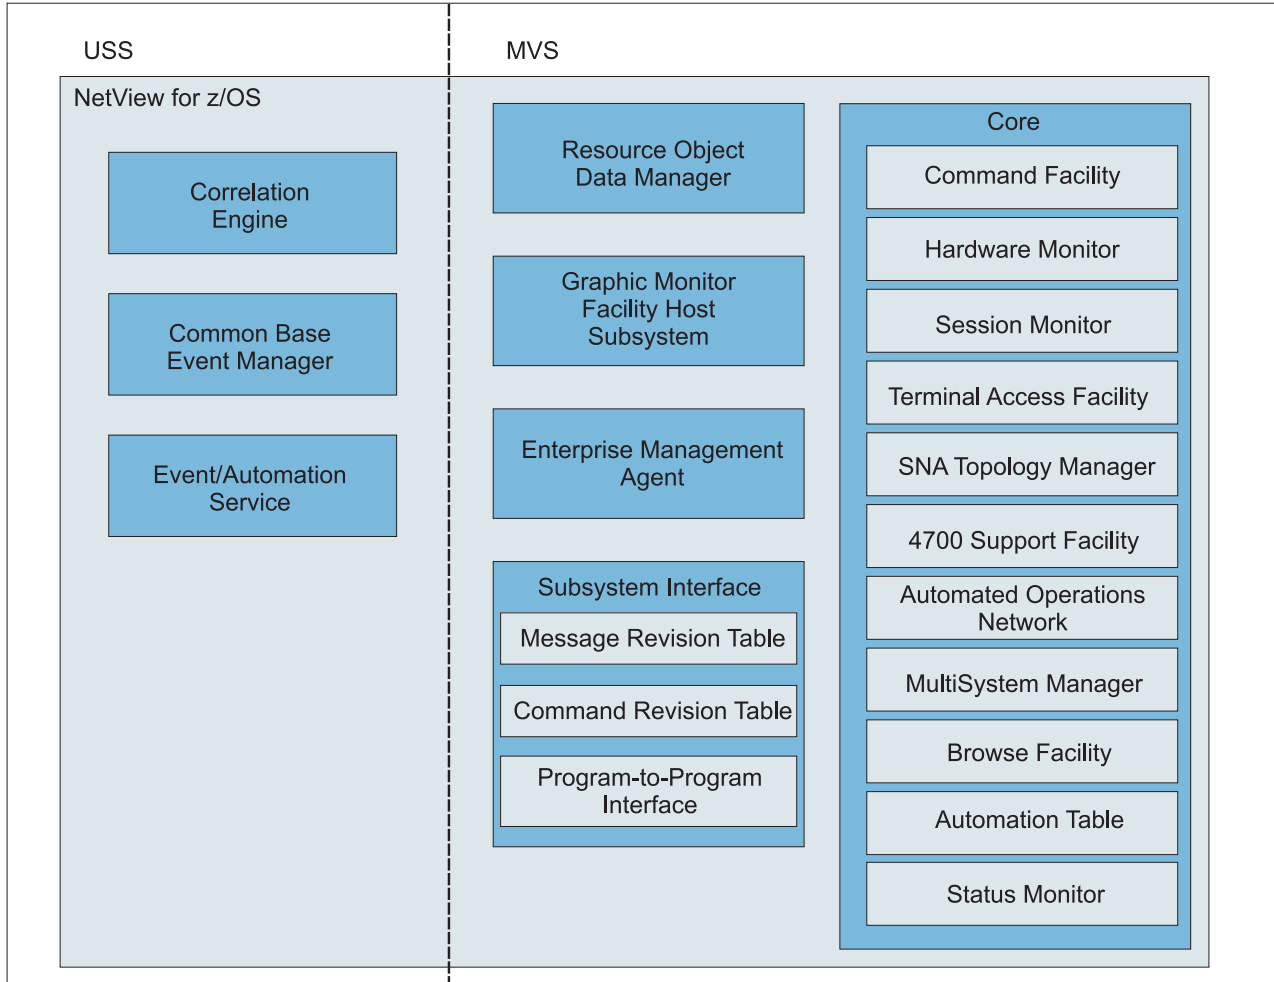 USS
MVS
NetView for z/OS
Correlation
Engine
Common Base
Event Manager
Event/Automation
Service
Resource Object
Data Manager
Graphic Monitor
Facility Host
Subsystem
Enterprise Management
Agent
Subsystem Interface
Message Revision Table
Command Revision Table
Program-to-Program
Interface
Core
Command Facility
Hardware Monitor
Session Monitor
Terminal Access Facility
SNA Topology Manager
4700 Support Facility
Automated Operations
Network
MultiSystem Manager
Browse Facility
Automation Table
Status Monitor